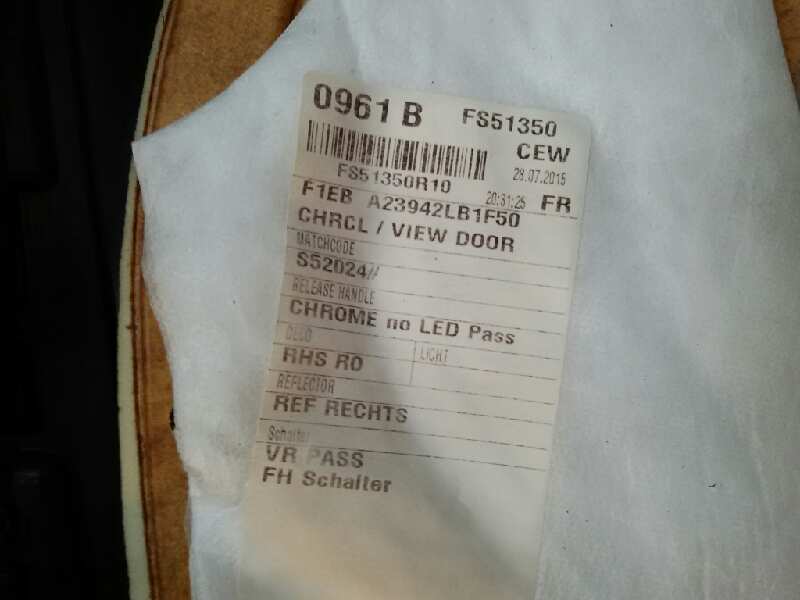 0961 B FS51350
CEW
28.07.2015
FS51350R10 20:31:25 FR
F1EB A23942LB1F50
CHRCL / VIEW DOOR
MATCHCODE
S52024//
RELEASE HANDLE
CHROME no LED Pass
DECO LICHT
RHS RO
REFLECTOR
REF RECHTS
Schalter
VR PASS
FH Schalter